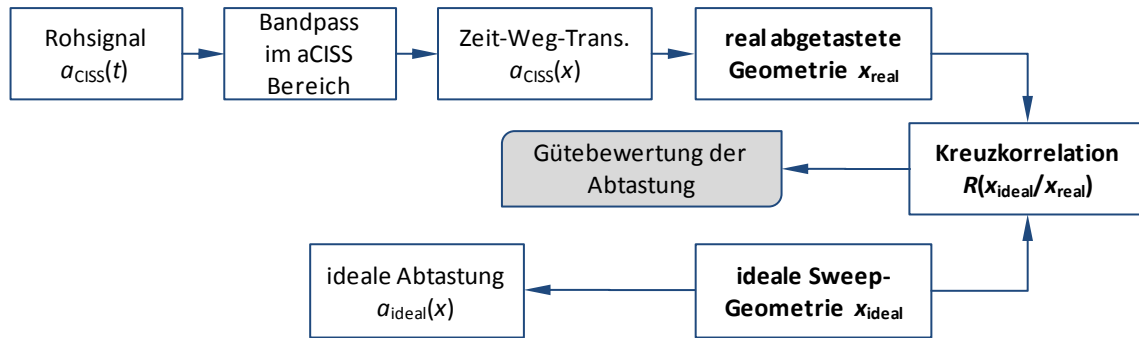 Rohsignal
aCISS(t)
Bandpass
im aCISS
Bereich
Zeit-Weg-Trans.
aCISS(x)
real abgetastete
Geometrie xreal
Kreuzkorrelation
R(xideal/xreal)
Gütebewertung der
Abtastung
ideale Abtastung
aideal(x)
ideale Sweep-
Geometrie xideal